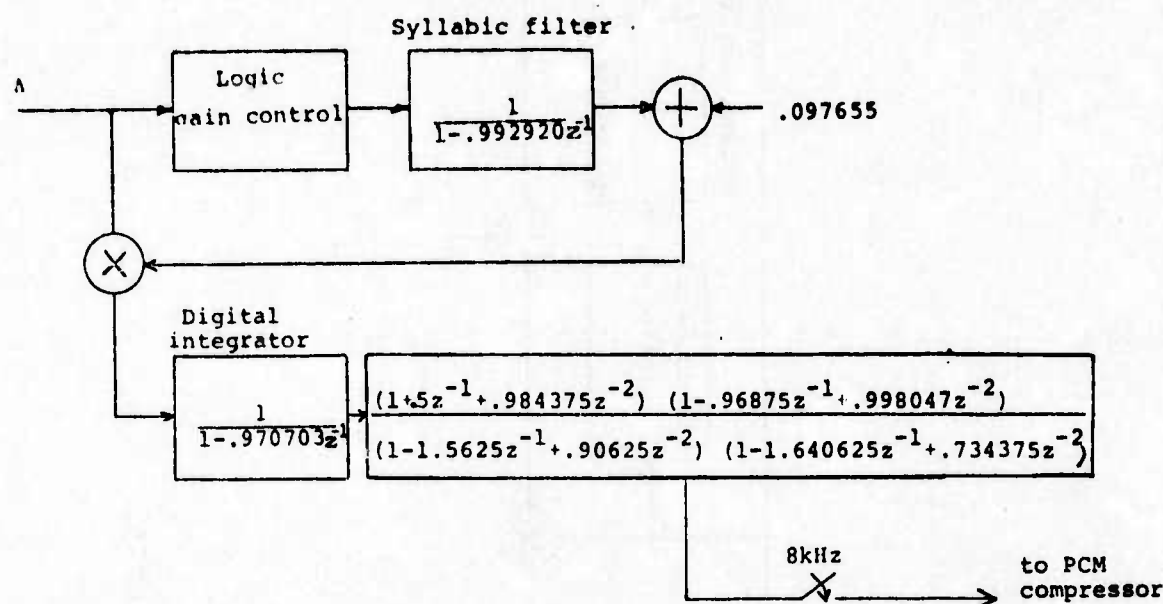 Syllabic filter
Λ
Logic
main control
1
1-.992920z⁻¹
+
.097655
X
Digital
integrator
1
1-.970703z⁻¹
(1+.5z⁻¹+.984375z⁻²) (1-.96875z⁻¹+.998047z⁻²)
(1-1.5625z⁻¹+.90625z⁻²) (1-1.640625z⁻¹+.734375z⁻²)
8kHz
to PCM
compressor